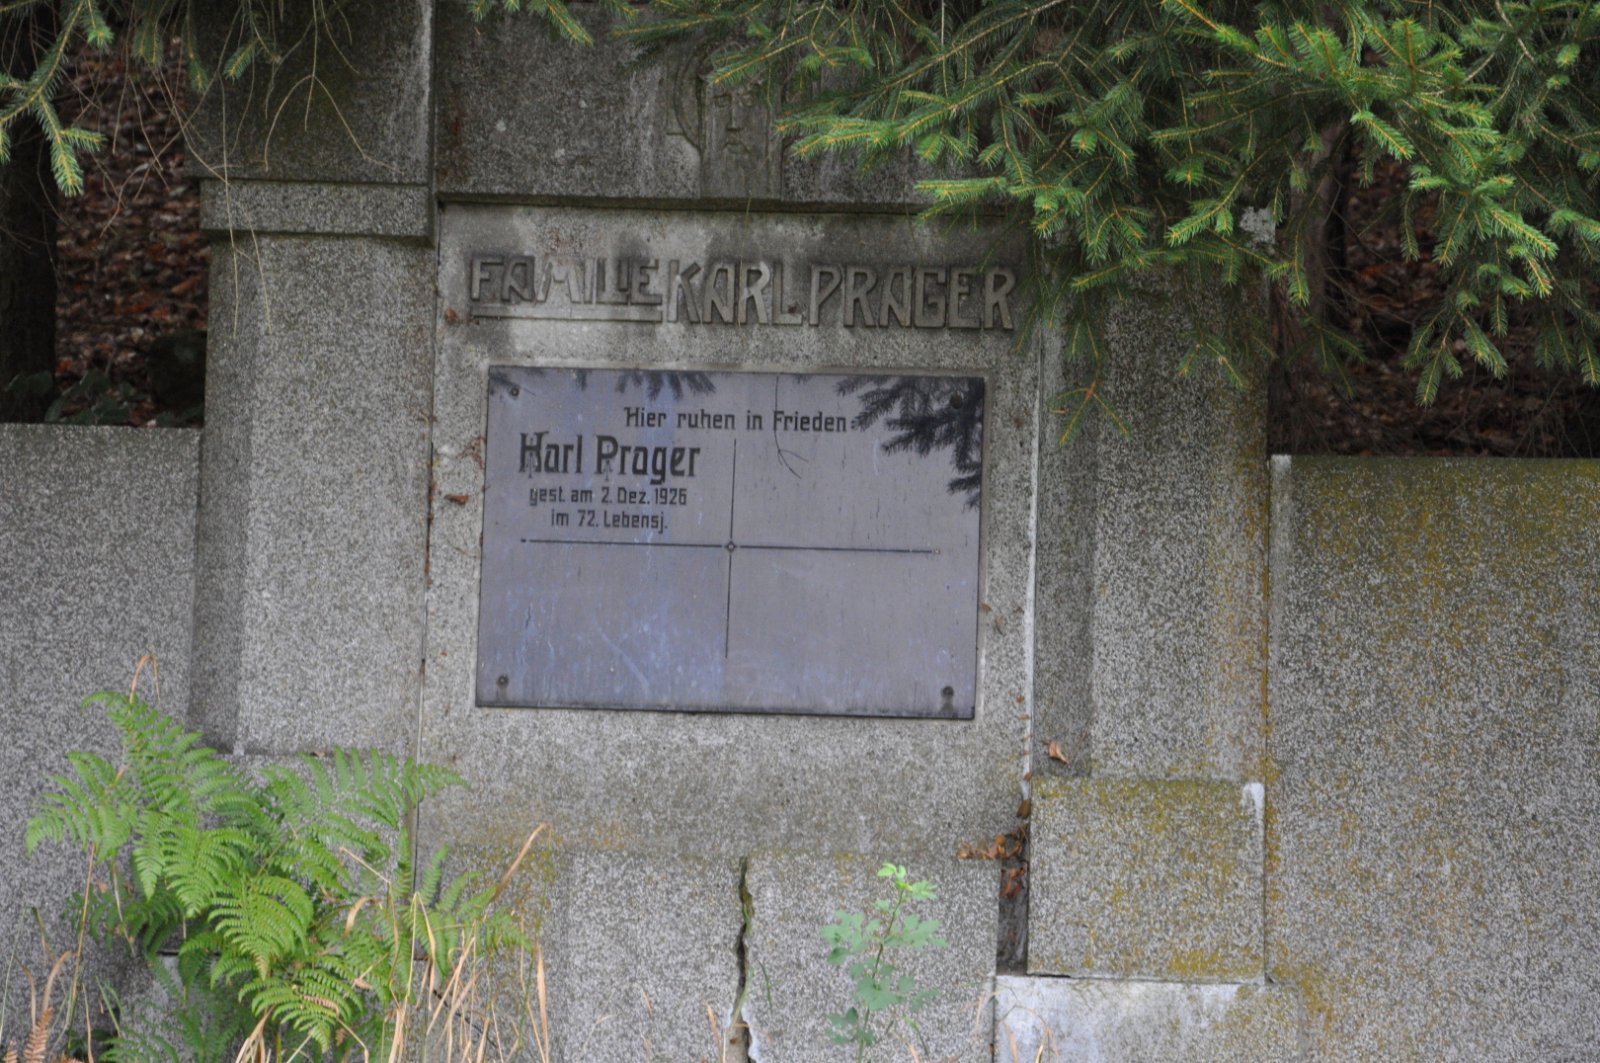 FAMILIE KARL PRAGER
Hier ruhen in Frieden:
Karl Prager
gest. am 2. Dez. 1926
im 72. Lebensj.